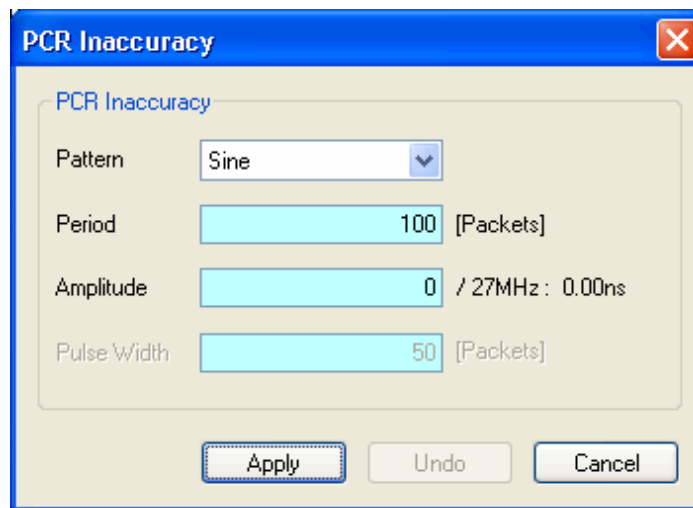 PCR Inaccuracy
PCR Inaccuracy
Pattern Sine
Period 100 [Packets]
Amplitude 0 / 27MHz : 0.00ns
Pulse Width 50 [Packets]
Apply Undo Cancel